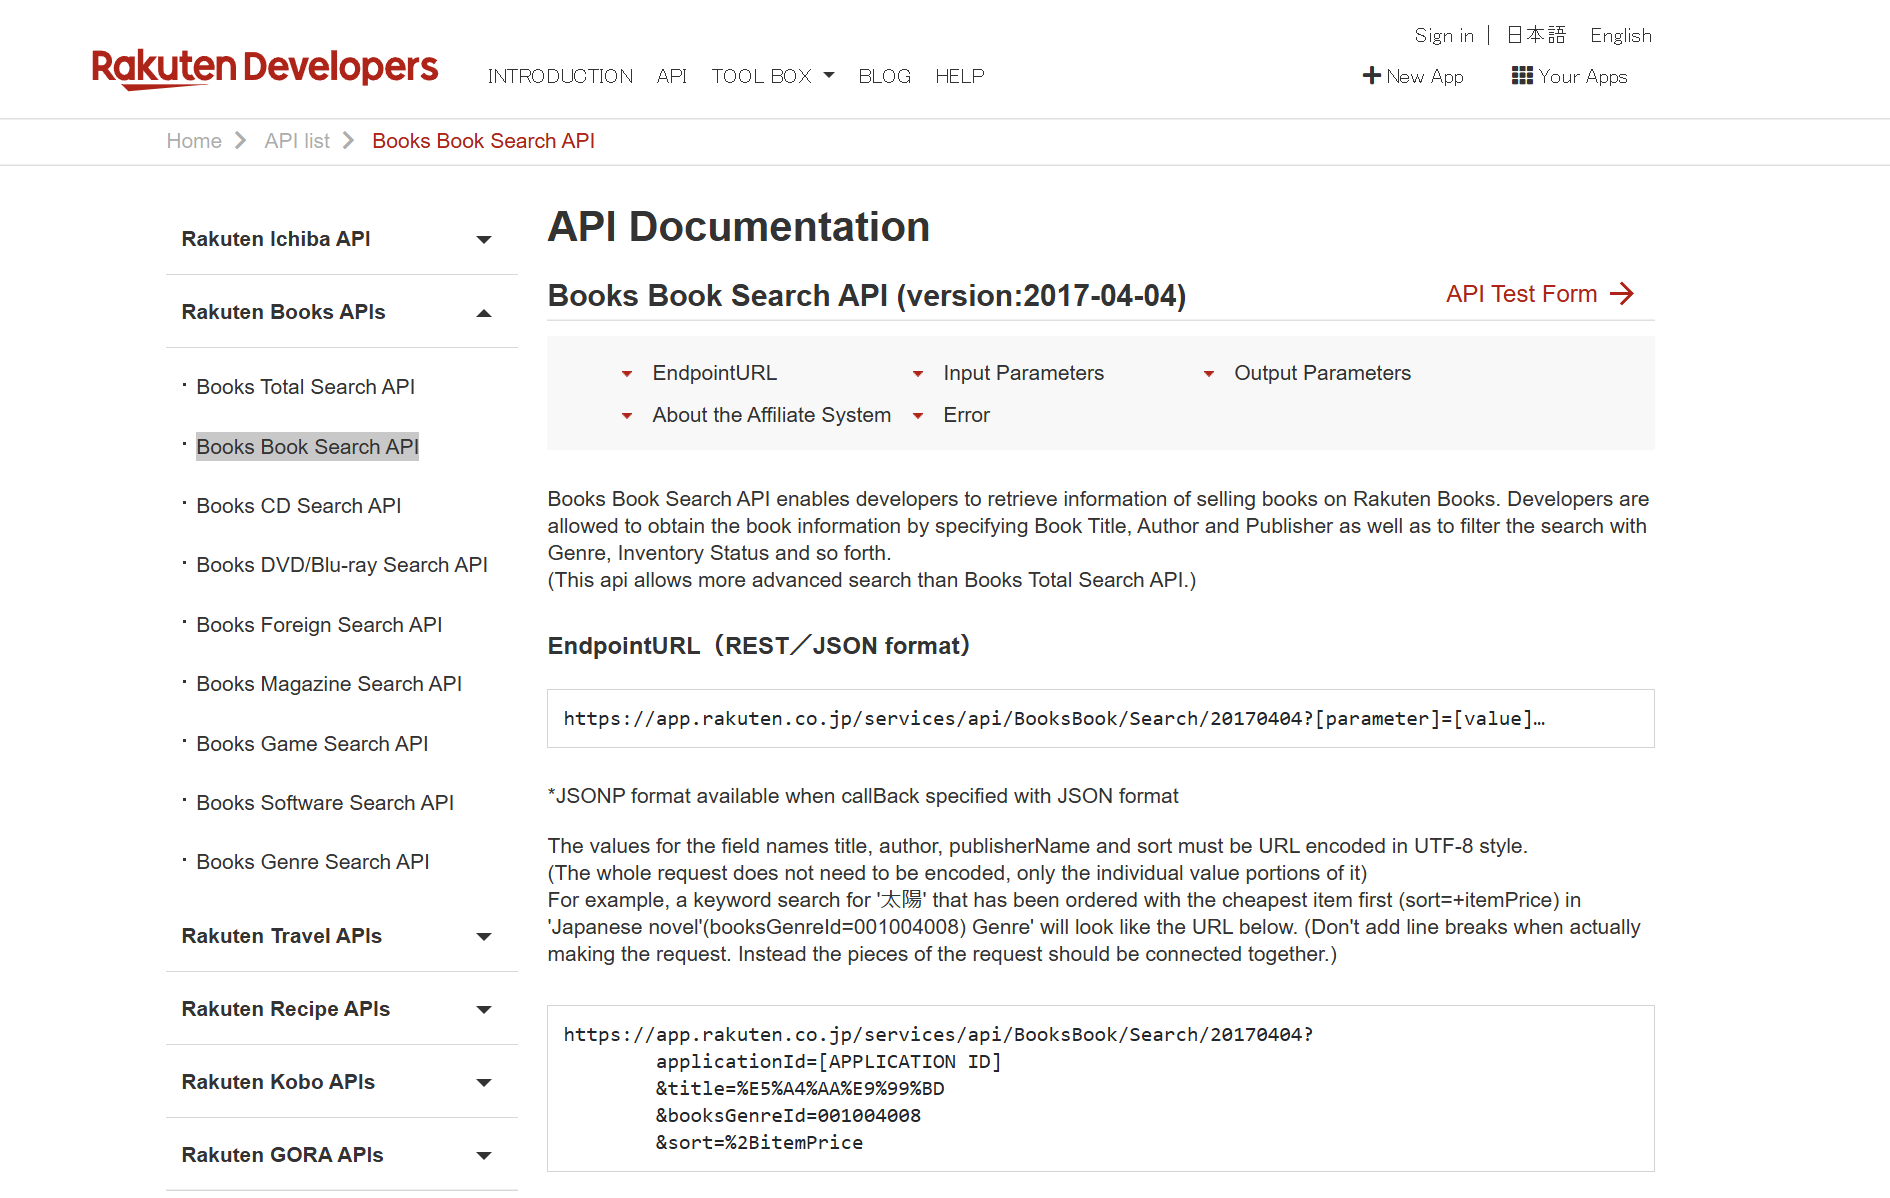 Sign in | 日本語 English
Rakuten Developers INTRODUCTION API TOOL BOX BLOG HELP
New App Your Apps
Home API list Books Book Search API
Rakuten Ichiba API
Rakuten Books APIs
· Books Total Search API
· Books Book Search API
· Books CD Search API
· Books DVD/Blu-ray Search API
· Books Foreign Search API
· Books Magazine Search API
· Books Game Search API
· Books Software Search API
· Books Genre Search API
Rakuten Travel APIs
Rakuten Recipe APIs
Rakuten Kobo APIs
Rakuten GORA APIs
API Documentation
Books Book Search API (version:2017-04-04)
API Test Form
EndpointURL Input Parameters Output Parameters
About the Affiliate System Error
Books Book Search API enables developers to retrieve information of selling books on Rakuten Books. Developers are
allowed to obtain the book information by specifying Book Title, Author and Publisher as well as to filter the search with
Genre, Inventory Status and so forth.
(This api allows more advanced search than Books Total Search API.)
EndpointURL（REST／JSON format）
https://app.rakuten.co.jp/services/api/BooksBook/Search/20170404?[parameter]=[value]…
*JSONP format available when callBack specified with JSON format
The values for the field names title, author, publisherName and sort must be URL encoded in UTF-8 style.
(The whole request does not need to be encoded, only the individual value portions of it)
For example, a keyword search for '太陽' that has been ordered with the cheapest item first (sort=+itemPrice) in
'Japanese novel'(booksGenreId=001004008) Genre' will look like the URL below. (Don't add line breaks when actually
making the request. Instead the pieces of the request should be connected together.)
https://app.rakuten.co.jp/services/api/BooksBook/Search/20170404?
applicationId=[APPLICATION ID]
&title=%E5%A4%AA%E9%99%BD
&booksGenreId=001004008
&sort=%2BitemPrice